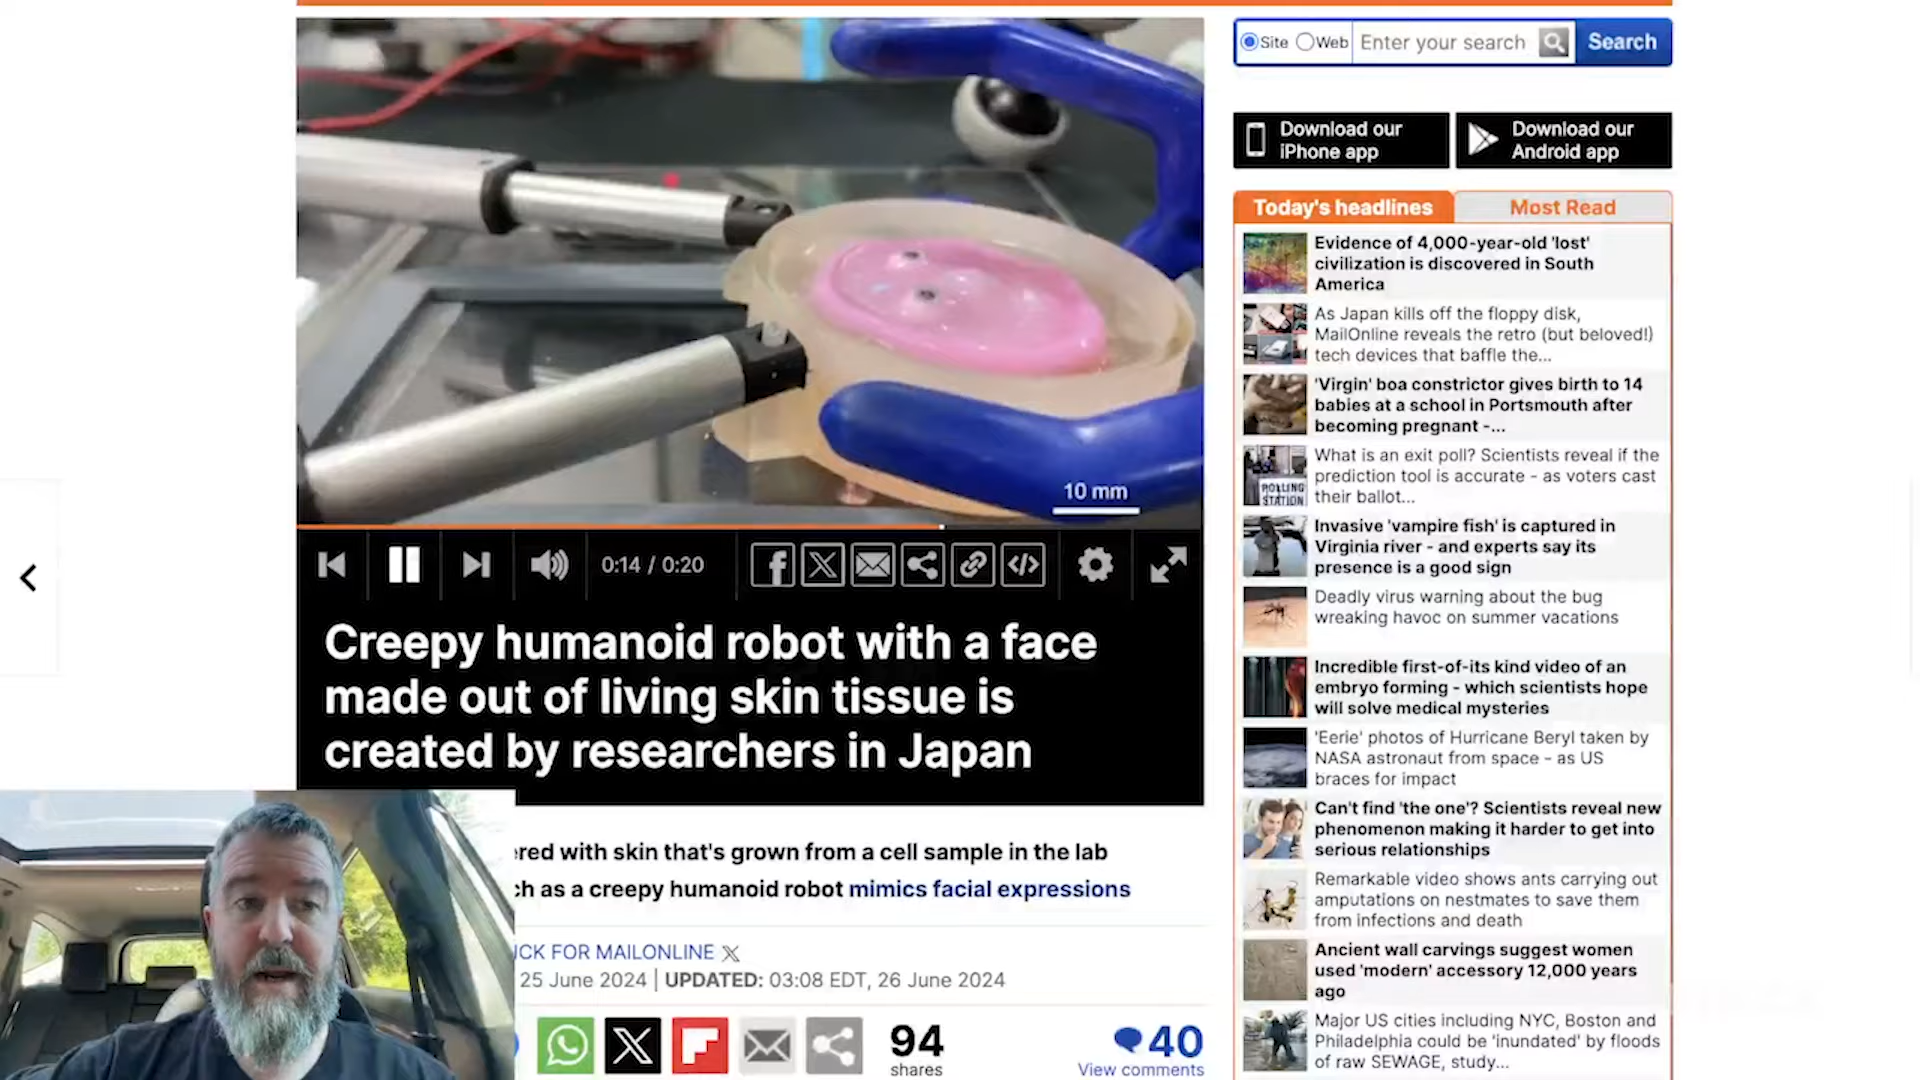 Site Web Enter your search Search
Download our
iPhone app
Download our
Android app
Today's headlines Most Read
10 mm
0:14 / 0:20
Creepy humanoid robot with a face
made out of living skin tissue is
created by researchers in Japan
with skin that's grown from a cell sample in the lab
as a creepy humanoid robot mimics facial expressions
FOR MAILONLINE
25 June 2024 | UPDATED: 03:08 EDT, 26 June 2024
94
shares
40
View comments
Evidence of 4,000-year-old 'lost'
civilization is discovered in South
America
As Japan kills off the floppy disk,
MailOnline reveals the retro (but beloved!)
tech devices that baffle the...
'Virgin' boa constrictor gives birth to 14
babies at a school in Portsmouth after
becoming pregnant -...
What is an exit poll? Scientists reveal if the
prediction tool is accurate - as voters cast
their ballot...
POLLING
STATION
Invasive 'vampire fish' is captured in
Virginia river - and experts say its
presence is a good sign
Deadly virus warning about the bug
wreaking havoc on summer vacations
Incredible first-of-its kind video of an
embryo forming - which scientists hope
will solve medical mysteries
'Eerie' photos of Hurricane Beryl taken by
NASA astronaut from space - as US
braces for impact
Can't find 'the one'? Scientists reveal new
phenomenon making it harder to get into
serious relationships
Remarkable video shows ants carrying out
amputations on nestmates to save them
from infections and death
Ancient wall carvings suggest women
used 'modern' accessory 12,000 years
ago
Major US cities including NYC, Boston and
Philadelphia could be 'inundated' by floods
of raw SEWAGE, study...